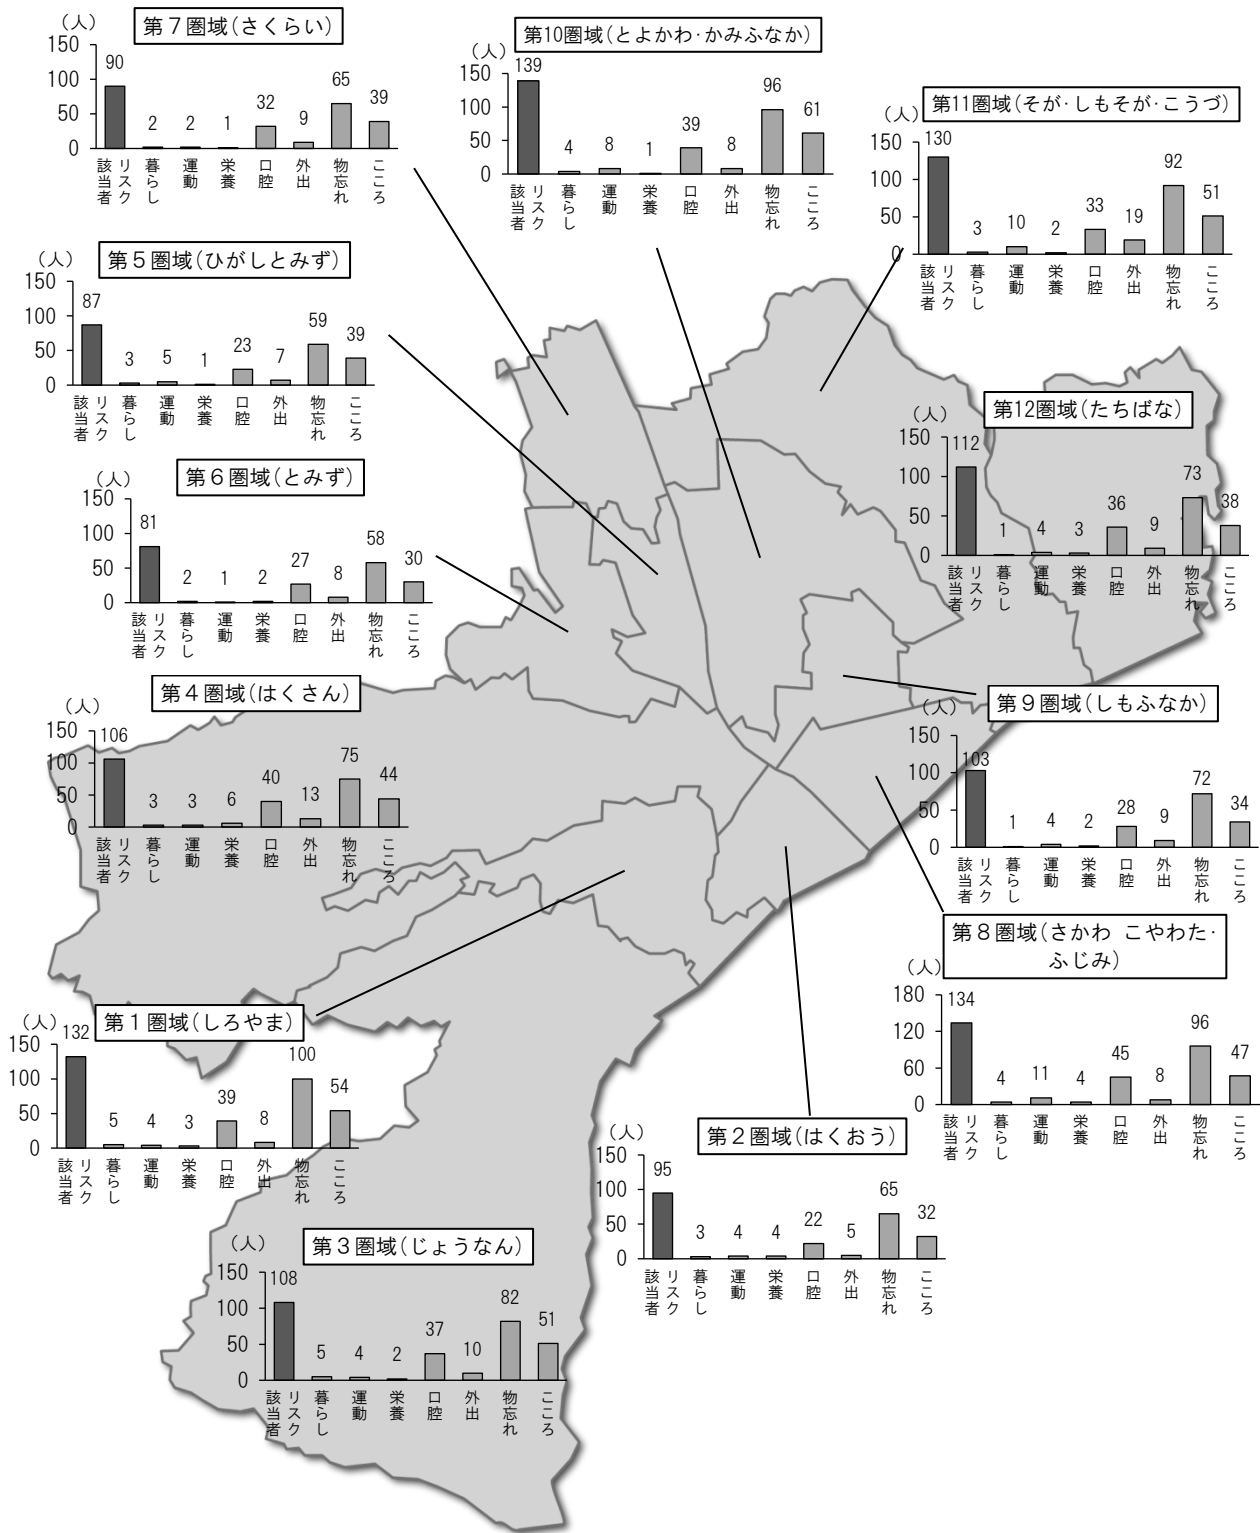 (人)
第７圏域(さくらい)
150
100
50
0
90
2
2
1
32
9
65
39
リスク該当者
暮らし
運動
栄養
口腔
外出
物忘れ
こころ
(人)
第10圏域(とよかわ・かみふなか)
150
100
50
0
139
4
8
1
39
8
96
61
リスク該当者
暮らし
運動
栄養
口腔
外出
物忘れ
こころ
(人)
第11圏域(そが・しもそが・こうづ)
150
100
50
0
130
3
10
2
33
19
92
51
リスク該当者
暮らし
運動
栄養
口腔
外出
物忘れ
こころ
(人)
第５圏域(ひがしとみず)
150
100
50
0
87
3
5
1
23
7
59
39
リスク該当者
暮らし
運動
栄養
口腔
外出
物忘れ
こころ
(人)
第12圏域(たちばな)
150
100
50
0
112
1
4
3
36
9
73
38
リスク該当者
暮らし
運動
栄養
口腔
外出
物忘れ
こころ
(人)
第６圏域(とみず)
150
100
50
0
81
2
1
2
27
8
58
30
リスク該当者
暮らし
運動
栄養
口腔
外出
物忘れ
こころ
(人)
第４圏域(はくさん)
150
100
50
0
106
3
3
6
40
13
75
44
リスク該当者
暮らし
運動
栄養
口腔
外出
物忘れ
こころ
(人)
第９圏域(しもふなか)
150
100
50
0
103
1
4
2
28
9
72
34
リスク該当者
暮らし
運動
栄養
口腔
外出
物忘れ
こころ
第８圏域(さかわ こやわた・
ふじみ)
(人)
180
120
60
0
134
4
11
4
45
8
96
47
リスク該当者
暮らし
運動
栄養
口腔
外出
物忘れ
こころ
(人)
第１圏域(しろやま)
150
100
50
0
132
5
4
3
39
8
100
54
リスク該当者
暮らし
運動
栄養
口腔
外出
物忘れ
こころ
(人)
第２圏域(はくおう)
150
100
50
0
95
3
4
4
22
5
65
32
リスク該当者
暮らし
運動
栄養
口腔
外出
物忘れ
こころ
(人)
第３圏域(じょうなん)
150
100
50
0
108
5
4
2
37
10
82
51
リスク該当者
暮らし
運動
栄養
口腔
外出
物忘れ
こころ